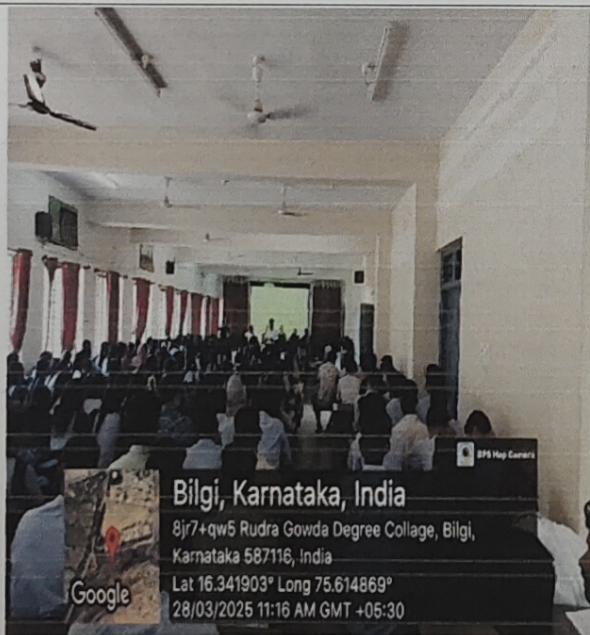 GPS Map Camera
Bilgi, Karnataka, India
8jr7+qw5 Rudra Gowda Degree Collage, Bilgi,
Karnataka 587116, India
Lat 16.341903° Long 75.614869°
28/03/2025 11:16 AM GMT +05:30
Google